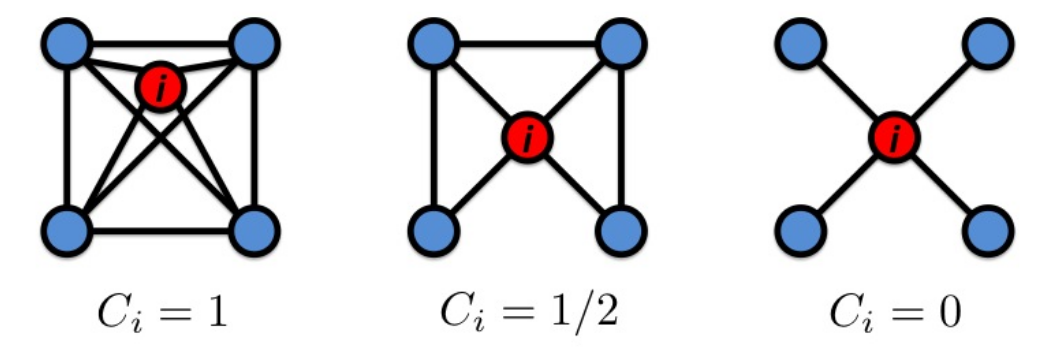 i
i
i
C_i = 1
C_i = 1/2
C_i = 0